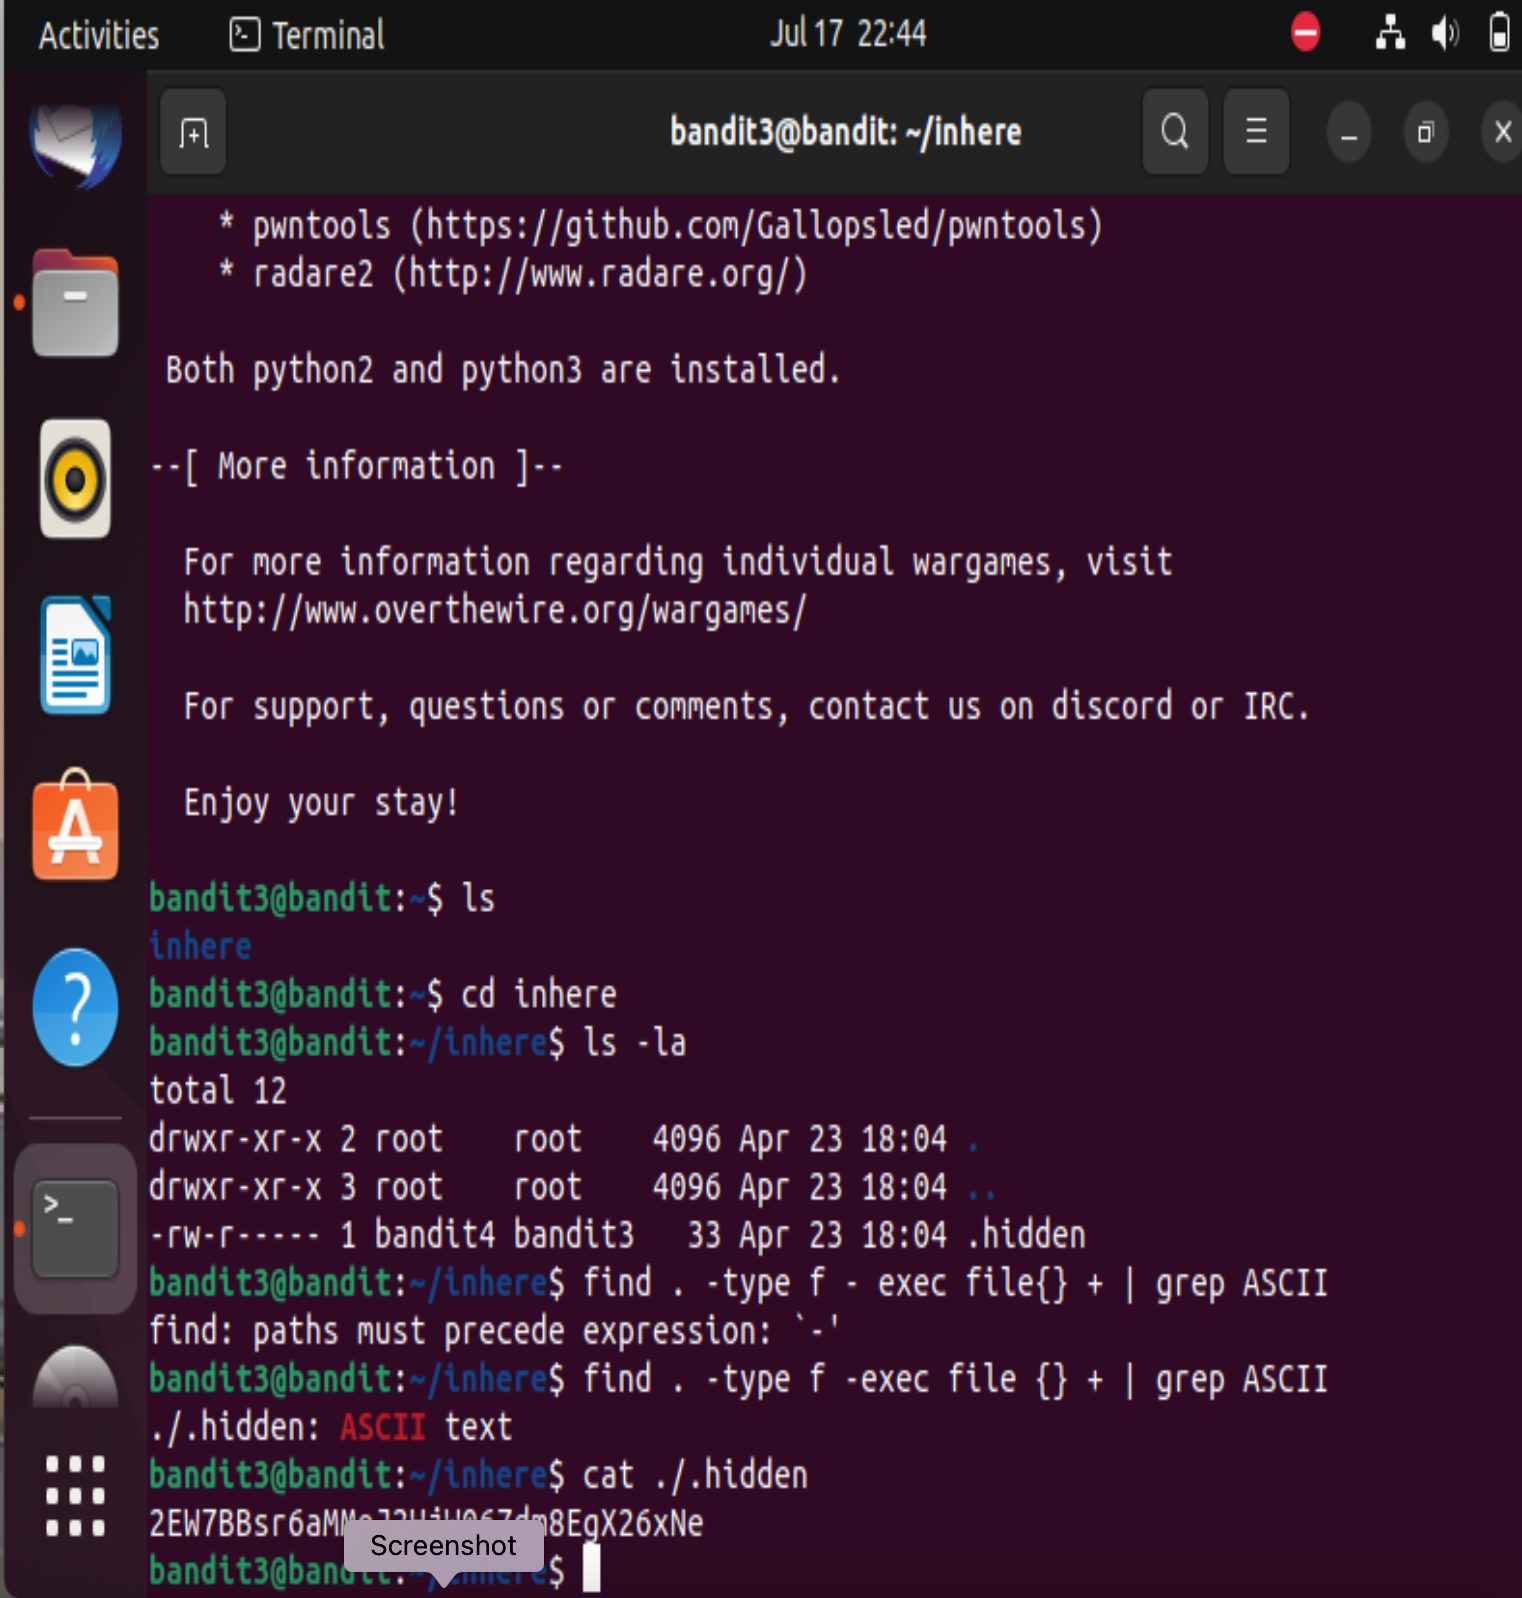 Activities Terminal Jul 17 22:44
bandit3@bandit: ~/inhere
* pwntools (https://github.com/Gallopsled/pwntools)
* radare2 (http://www.radare.org/)
Both python2 and python3 are installed.
--[ More information ]--
For more information regarding individual wargames, visit
http://www.overthewire.org/wargames/
For support, questions or comments, contact us on discord or IRC.
Enjoy your stay!
bandit3@bandit:~$ ls
inhere
bandit3@bandit:~$ cd inhere
bandit3@bandit:~/inhere$ ls -la
total 12
drwxr-xr-x 2 root    root    4096 Apr 23 18:04 .
drwxr-xr-x 3 root    root    4096 Apr 23 18:04 ..
-rw-r----- 1 bandit4 bandit3   33 Apr 23 18:04 .hidden
bandit3@bandit:~/inhere$ find . -type f - exec file{} + | grep ASCII
find: paths must precede expression: `-'
bandit3@bandit:~/inhere$ find . -type f -exec file {} + | grep ASCII
./.hidden: ASCII text
bandit3@bandit:~/inhere$ cat ./.hidden
Screenshot
bandit3@bandit:~/inhere$